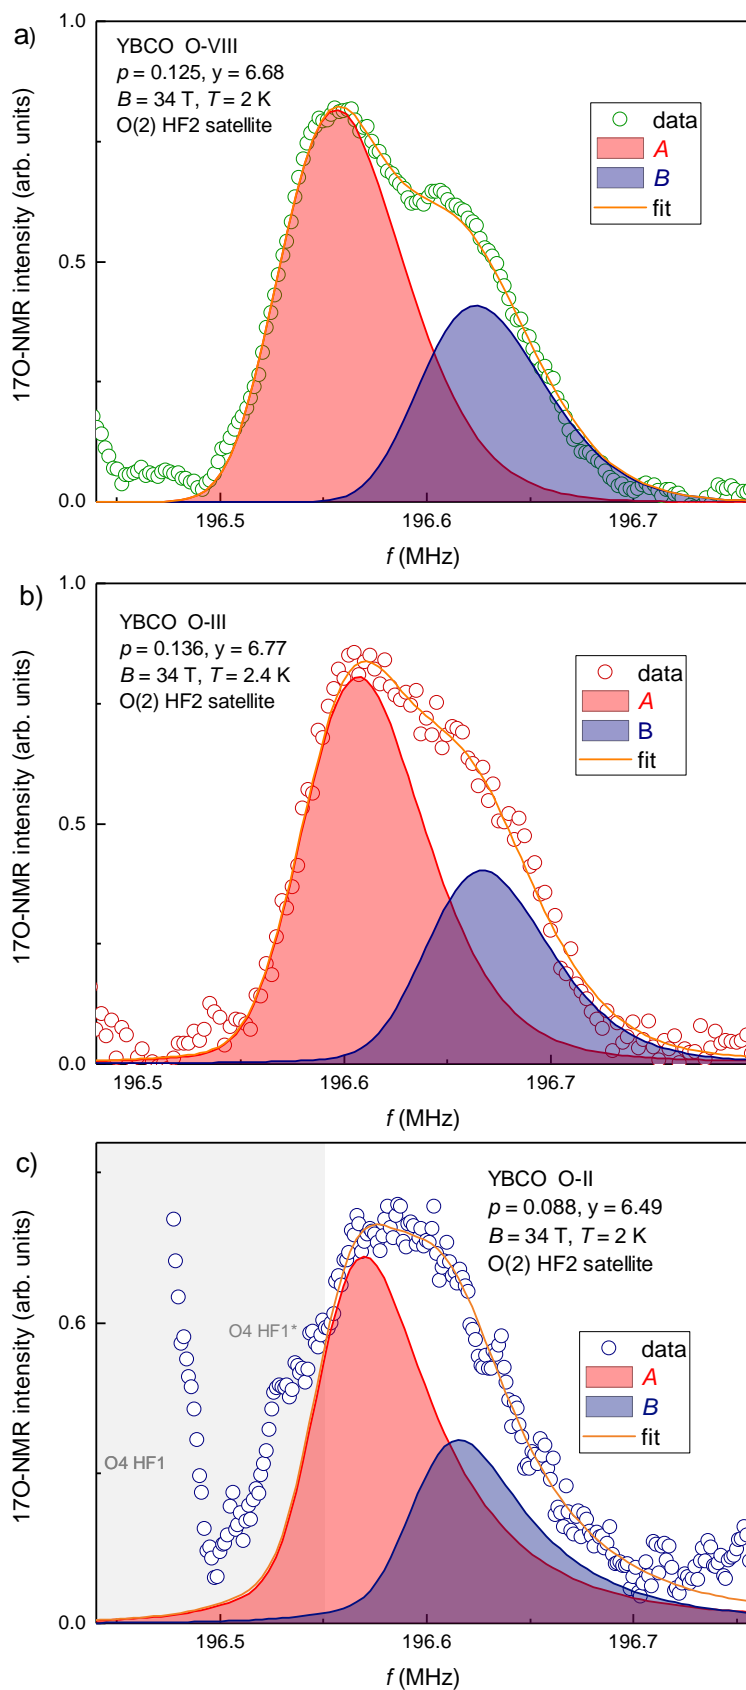 a)
1.0
YBCO O-VIII
p = 0.125, y = 6.68
B = 34 T, T = 2 K
O(2) HF2 satellite
data
A
B
fit
17O-NMR intensity (arb. units)
0.5
0.0
196.5 196.6 196.7
f (MHz)
b)
1.0
YBCO O-III
p = 0.136, y = 6.77
B = 34 T, T = 2.4 K
O(2) HF2 satellite
data
A
B
fit
17O-NMR intensity (arb. units)
0.5
0.0
196.5 196.6 196.7
f (MHz)
c)
YBCO O-II
p = 0.088, y = 6.49
B = 34 T, T = 2 K
O(2) HF2 satellite
O4 HF1*
O4 HF1
data
A
B
fit
17O-NMR intensity (arb. units)
0.6
0.0
196.5 196.6 196.7
f (MHz)